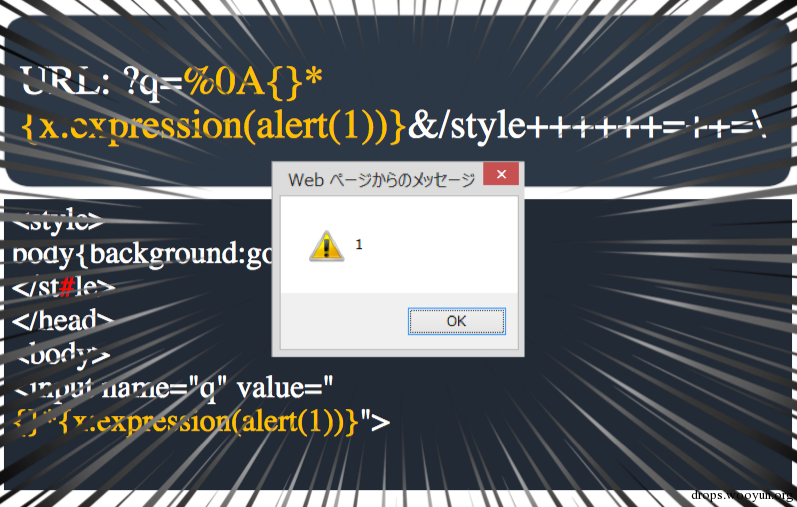 URL: ?q=%0A{}*
{x:expression(alert(1))}&/style++++++=++=\
Web ページからのメッセージ
1
OK
<style>
body{background:go
</st#le>
</head>
<body>
<input name="q" value="
{}*{x:expression(alert(1))}">
drops.wooyun.org